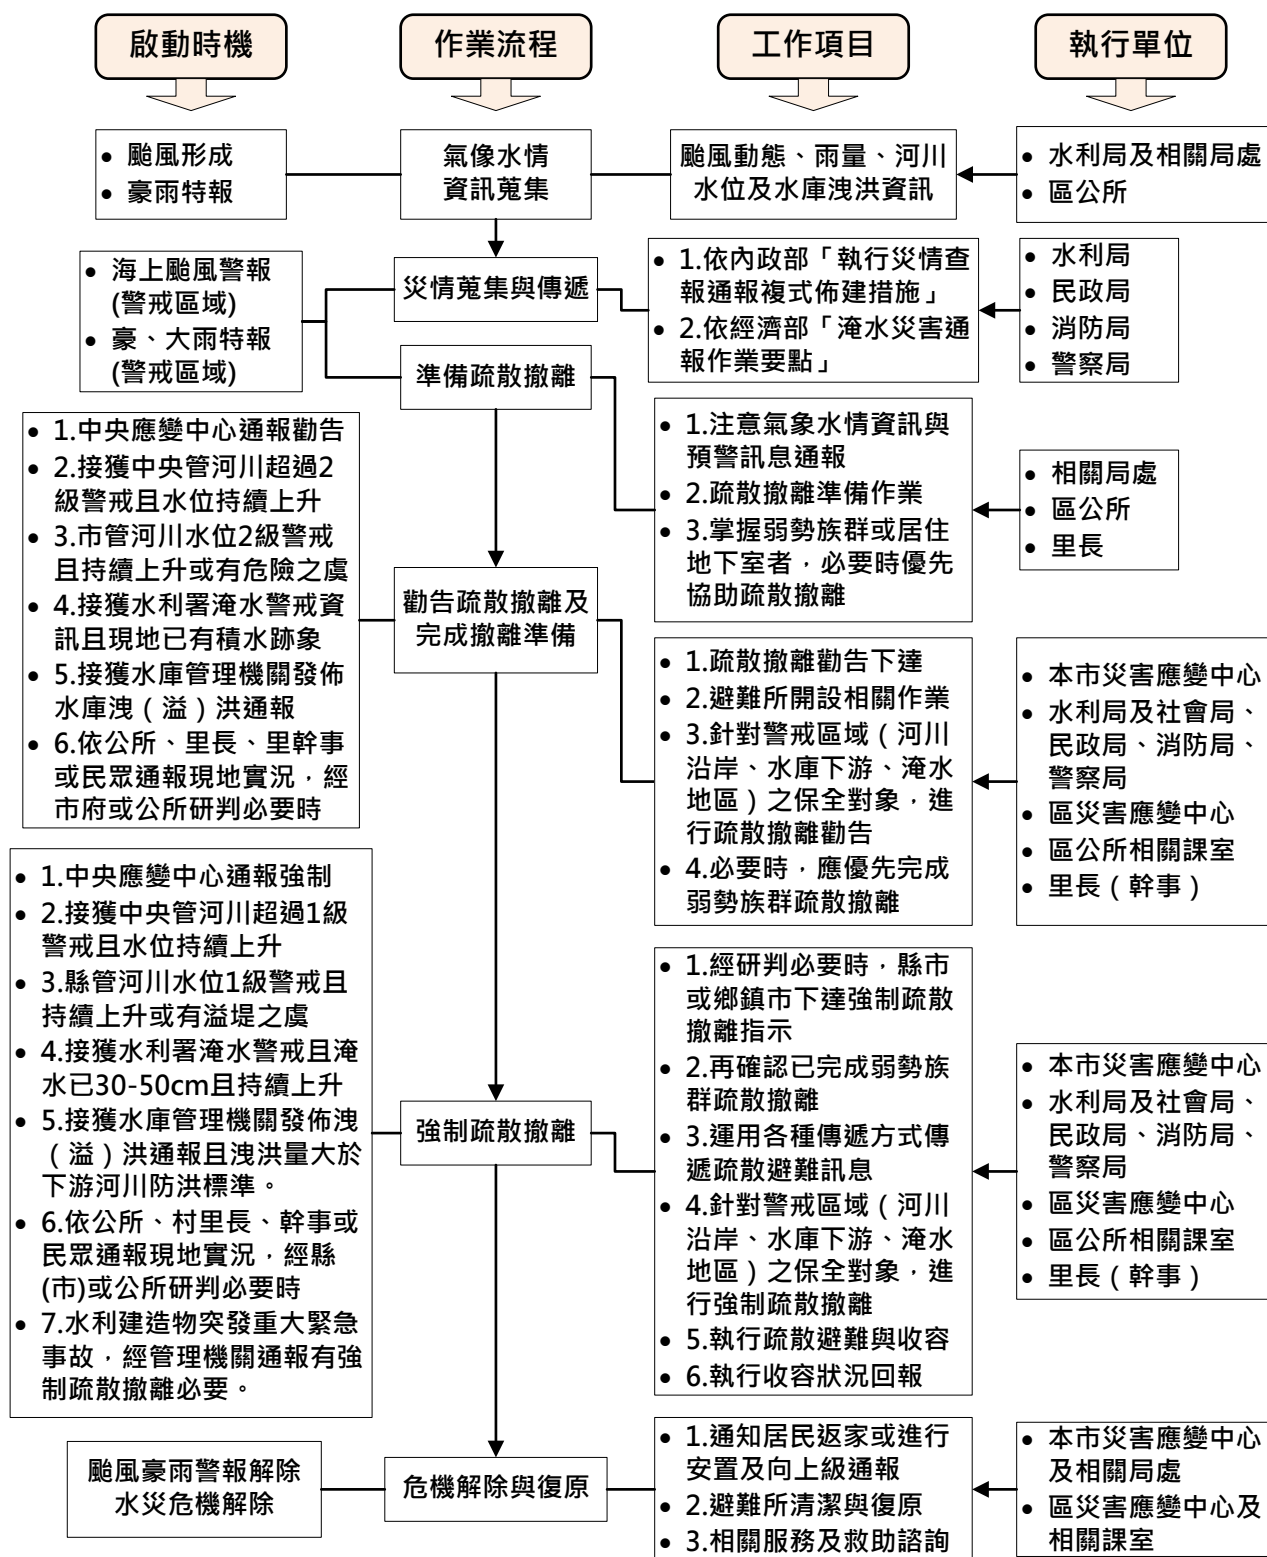 啟動時機
作業流程
工作項目
執行單位
• 颱風形成
• 豪雨特報
氣像水情
資訊蒐集
颱風動態、雨量、河川
水位及水庫洩洪資訊
• 水利局及相關局處
• 區公所
• 海上颱風警報
(警戒區域)
• 豪、大雨特報
(警戒區域)
災情蒐集與傳遞
• 1.依內政部「執行災情查
報通報複式佈建措施」
• 2.依經濟部「淹水災害通
報作業要點」
• 水利局
• 民政局
• 消防局
• 警察局
準備疏散撤離
• 1.注意氣象水情資訊與
預警訊息通報
• 2.疏散撤離準備作業
• 3.掌握弱勢族群或居住
地下室者，必要時優先
協助疏散撤離
• 相關局處
• 區公所
• 里長
• 1.中央應變中心通報勸告
• 2.接獲中央管河川超過2
級警戒且水位持續上升
• 3.市管河川水位2級警戒
且持續上升或有危險之虞
• 4.接獲水利署淹水警戒資
訊且現地已有積水跡象
• 5.接獲水庫管理機關發佈
水庫洩（溢）洪通報
• 6.依公所、里長、里幹事
或民眾通報現地實況，經
市府或公所研判必要時
勸告疏散撤離及
完成撤離準備
• 1.疏散撤離勸告下達
• 2.避難所開設相關作業
• 3.針對警戒區域（河川
沿岸、水庫下游、淹水
地區）之保全對象，進
行疏散撤離勸告
• 4.必要時，應優先完成
弱勢族群疏散撤離
• 本市災害應變中心
• 水利局及社會局、
民政局、消防局、
警察局
• 區災害應變中心
• 區公所相關課室
• 里長（幹事）
• 1.中央應變中心通報強制
• 2.接獲中央管河川超過1級
警戒且水位持續上升
• 3.縣管河川水位1級警戒且
持續上升或有溢堤之虞
• 4.接獲水利署淹水警戒且淹
水已30-50cm且持續上升
• 5.接獲水庫管理機關發佈洩
（溢）洪通報且洩洪量大於
下游河川防洪標準。
• 6.依公所、村里長、幹事或
民眾通報現地實況，經縣
(市)或公所研判必要時
• 7.水利建造物突發重大緊急
事故，經管理機關通報有強
制疏散撤離必要。
強制疏散撤離
• 1.經研判必要時，縣市
或鄉鎮市下達強制疏散
撤離指示
• 2.再確認已完成弱勢族
群疏散撤離
• 3.運用各種傳遞方式傳
遞疏散避難訊息
• 4.針對警戒區域（河川
沿岸、水庫下游、淹水
地區）之保全對象，進
行強制疏散撤離
• 5.執行疏散避難與收容
• 6.執行收容狀況回報
• 本市災害應變中心
• 水利局及社會局、
民政局、消防局、
警察局
• 區災害應變中心
• 區公所相關課室
• 里長（幹事）
颱風豪雨警報解除
水災危機解除
危機解除與復原
• 1.通知居民返家或進行
安置及向上級通報
• 2.避難所清潔與復原
• 3.相關服務及救助諮詢
• 本市災害應變中心
及相關局處
• 區災害應變中心及
相關課室